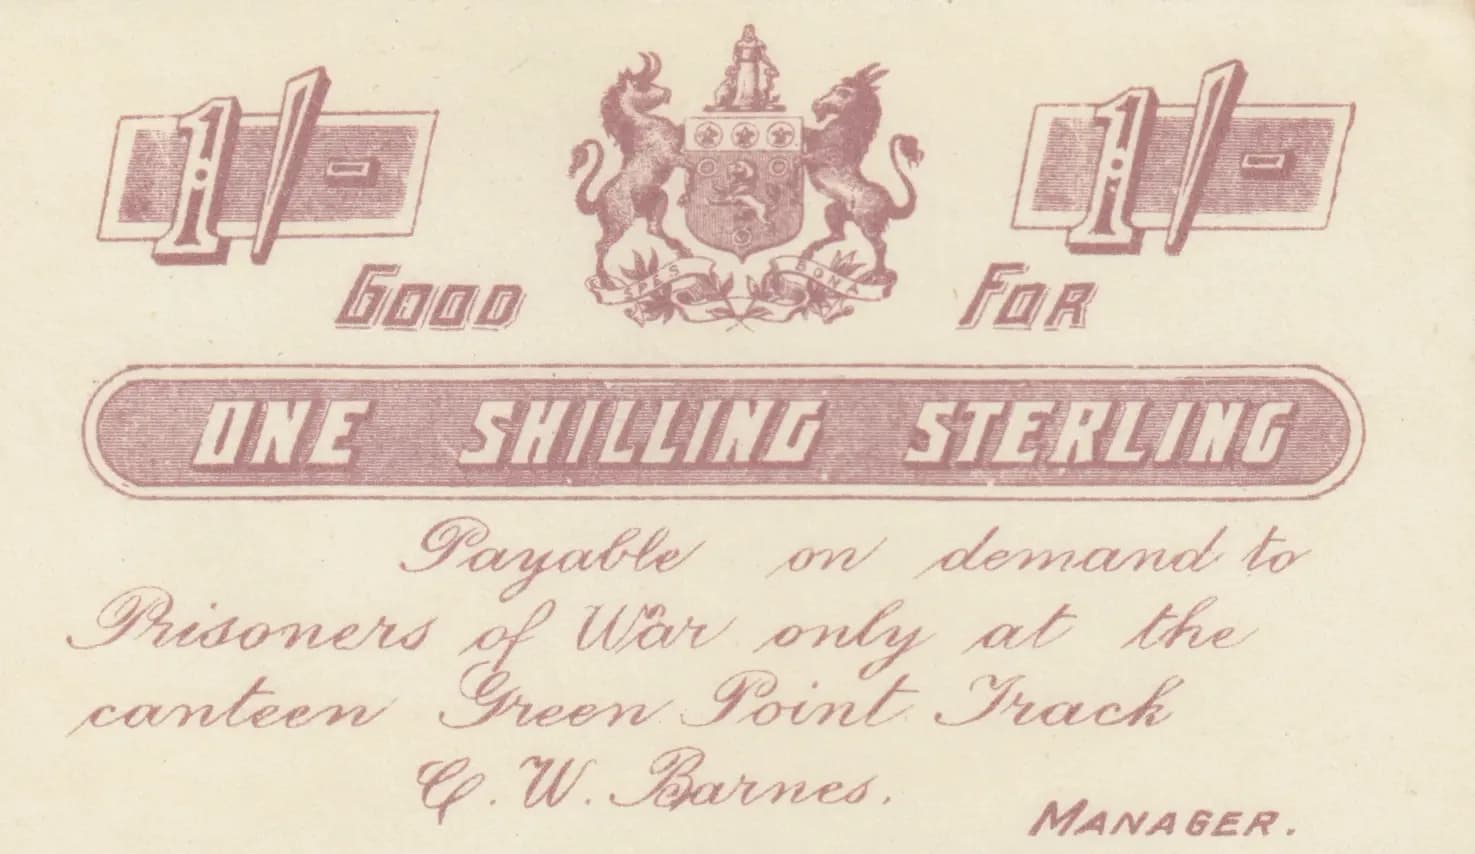 1/- 1/-
GOOD FOR
SPES BONA
ONE SHILLING STERLING
Payable on demand to
Prisoners of War only at the
canteen Green Point Track
C. W. Barnes.
MANAGER.